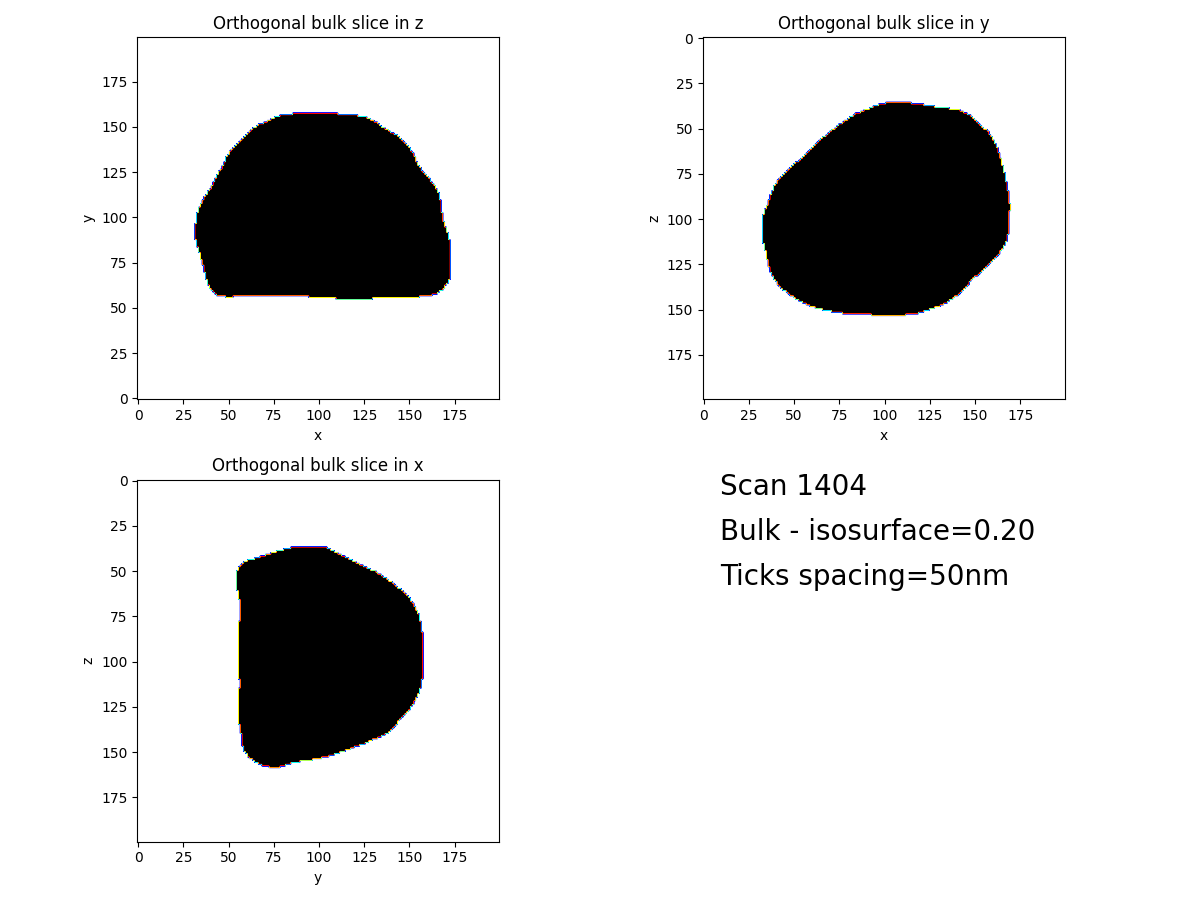 Orthogonal bulk slice in z
175
150
125
100
75
50
25
0
y
0 25 50 75 100 125 150 175
x
Orthogonal bulk slice in y
0
25
50
75
100
125
150
175
z
0 25 50 75 100 125 150 175
x
Orthogonal bulk slice in x
0
25
50
75
100
125
150
175
z
0 25 50 75 100 125 150 175
y
Scan 1404
Bulk - isosurface=0.20
Ticks spacing=50nm